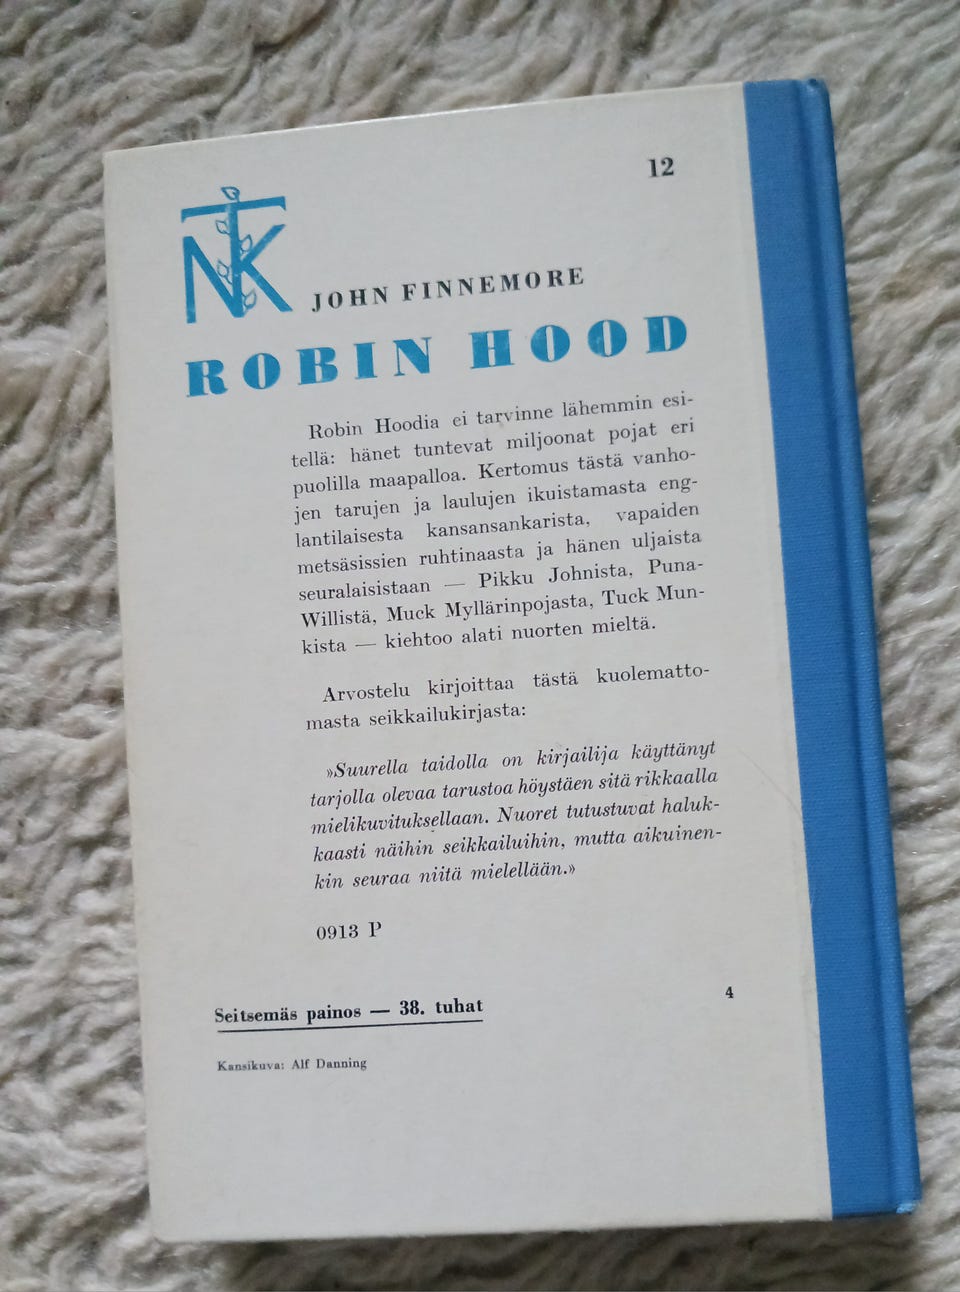 12
NTK
JOHN FINNEMORE
ROBIN HOOD
Robin Hoodia ei tarvinne lähemmin esi-
tellä: hänet tuntevat miljoonat pojat eri
puolilla maapalloa. Kertomus tästä vanho-
jen tarujen ja laulujen ikuistamasta eng-
lantilaisesta kansansankarista, vapaiden
metsäsissien ruhtinaasta ja hänen uljaista
seuralaisistaan — Pikku Johnista, Puna-
Willistä, Muck Myllärinpojasta, Tuck Mun-
kista — kiehtoo alati nuorten mieltä.
Arvostelu kirjoittaa tästä kuolematto-
masta seikkailukirjasta:
»Suurella taidolla on kirjailija käyttänyt
tarjolla olevaa tarustoa höystäen sitä rikkaalla
mielikuvituksellaan. Nuoret tutustuvat haluk-
kaasti näihin seikkailuihin, mutta aikuinen-
kin seuraa niitä mielellään.»
0913 P
4
Seitsemäs painos — 38. tuhat
Kansikuva: Alf Danning